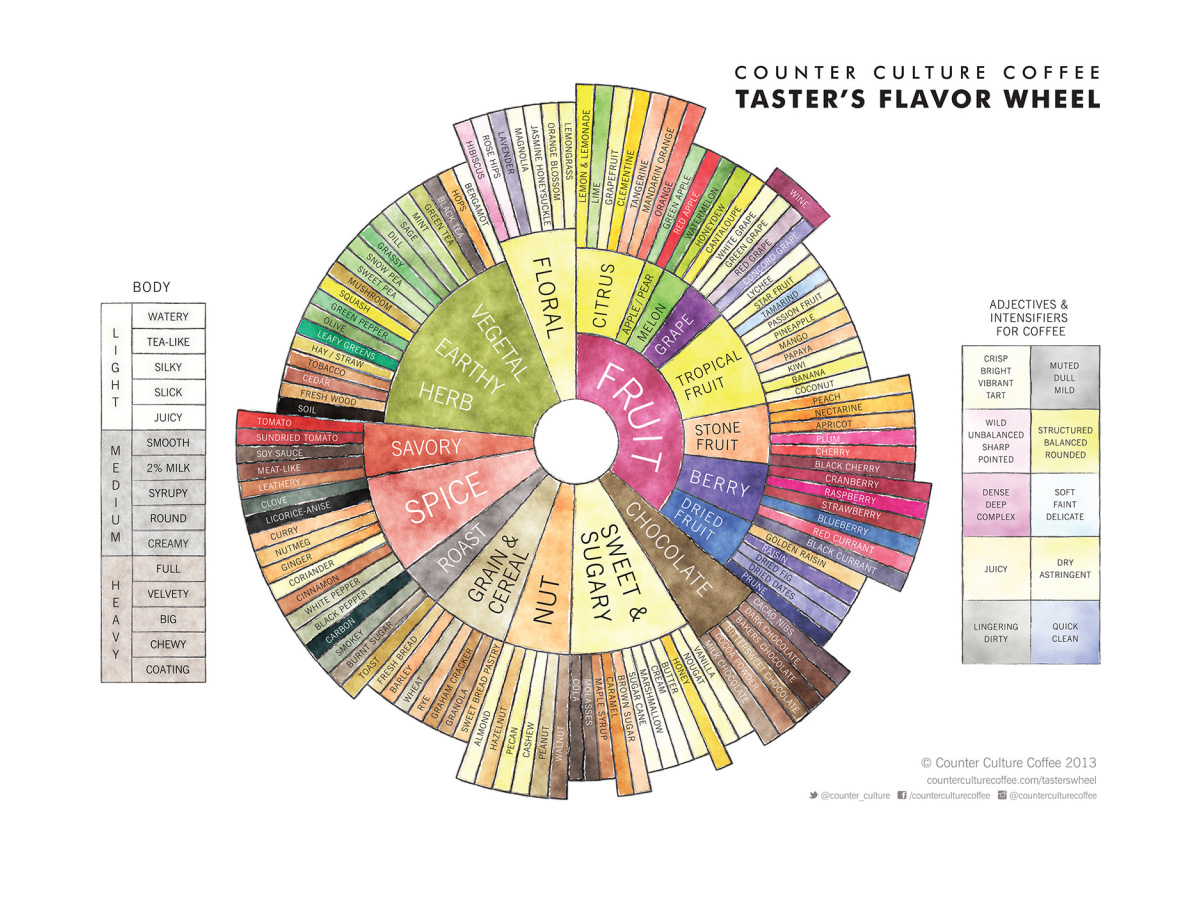 COUNTER CULTURE COFFEE
TASTER'S FLAVOR WHEEL
BODY
LIGHT
WATERY
TEA-LIKE
SILKY
SLICK
JUICY
MEDIUM
SMOOTH
2% MILK
SYRUPY
ROUND
CREAMY
HEAVY
FULL
VELVETY
BIG
CHEWY
COATING
FRUIT
CITRUS
LEMON & LEMONADE
LIME
GRAPEFRUIT
CLEMENTINE
TANGERINE
MANDARIN ORANGE
ORANGE
APPLE / PEAR
GREEN APPLE
RED APPLE
MELON
WATERMELON
HONEYDEW
CANTALOUPE
GRAPE
WHITE GRAPE
GREEN GRAPE
RED GRAPE
WINE
CONCORD GRAPE
TROPICAL
FRUIT
LYCHEE
STAR FRUIT
TAMARIND
PASSION FRUIT
PINEAPPLE
MANGO
PAPAYA
KIWI
BANANA
COCONUT
STONE
FRUIT
PEACH
NECTARINE
APRICOT
PLUM
CHERRY
BLACK CHERRY
BERRY
CRANBERRY
RASPBERRY
STRAWBERRY
BLUEBERRY
RED CURRANT
BLACK CURRANT
DRIED
FRUIT
GOLDEN RAISIN
RAISIN
DRIED FIG
DRIED DATES
PRUNE
CHOCOLATE
CACAO NIBS
DARK CHOCOLATE
BAKERS CHOCOLATE
BITTERSWEET CHOCOLATE
COCOA POWDER
MILK CHOCOLATE
SWEET &
SUGARY
VANILLA
NOUGAT
HONEY
BUTTER
CREAM
MARSHMALLOW
SUGAR CANE
BROWN SUGAR
CARAMEL
MAPLE SYRUP
MOLASSES
COLA
NUT
WALNUT
PEANUT
CASHEW
PECAN
HAZELNUT
ALMOND
GRAIN &
CEREAL
SWEET BREAD PASTRY
GRANOLA
GRAHAM CRACKER
RYE
WHEAT
BARLEY
FRESH BREAD
ROAST
TOAST
BURNT SUGAR
SMOKEY
CARBON
SPICE
BLACK PEPPER
WHITE PEPPER
CINNAMON
CORIANDER
GINGER
NUTMEG
CURRY
LICORICE-ANISE
CLOVE
SAVORY
LEATHERY
MEAT-LIKE
SOY SAUCE
SUNDRIED TOMATO
TOMATO
VEGETAL
EARTHY
HERB
SOIL
FRESH WOOD
CEDAR
TOBACCO
HAY / STRAW
LEAFY GREENS
OLIVE
GREEN PEPPER
SQUASH
MUSHROOM
SWEET PEA
SNOW PEA
GRASSY
DILL
SAGE
MINT
GREEN TEA
BLACK TEA
HOPS
BERGAMOT
FLORAL
HIBISCUS
ROSE HIPS
LAVENDER
MAGNOLIA
JASMINE HONEYSUCKLE
ORANGE BLOSSOM
LEMONGRASS
ADJECTIVES &
INTENSIFIERS
FOR COFFEE
CRISP
BRIGHT
VIBRANT
TART
MUTED
DULL
MILD
WILD
UNBALANCED
SHARP
POINTED
STRUCTURED
BALANCED
ROUNDED
DENSE
DEEP
COMPLEX
SOFT
FAINT
DELICATE
JUICY
DRY
ASTRINGENT
LINGERING
DIRTY
QUICK
CLEAN
© Counter Culture Coffee 2013
counterculturecoffee.com/tasterswheel
@counter_culture /counterculturecoffee @counterculturecoffee